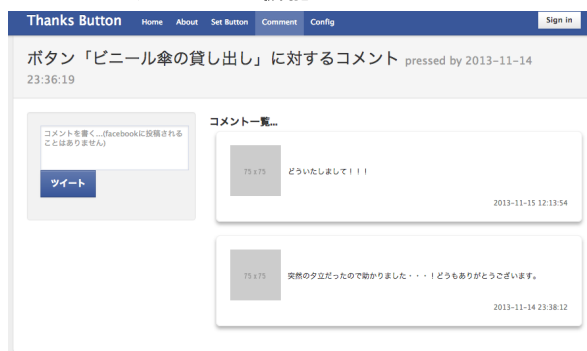 Thanks Button Home About Set Button Comment Config Sign in
ボタン「ビニール傘の貸し出し」に対するコメント pressed by 2013-11-14
23:36:19
コメントを書く...(facebookに投稿される
ことはありません)
ツイート
コメント一覧...
75 x 75
どういたしまして！！！
2013-11-15 12:13:54
75 x 75
突然の夕立だったので助かりました・・・！どうもありがとうございます。
2013-11-14 23:38:12